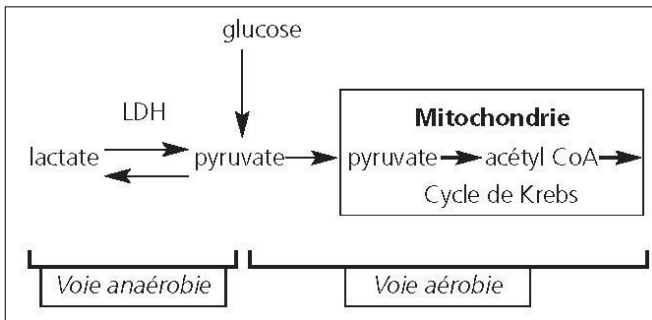 glucose
LDH
Mitochondrie
lactate pyruvate pyruvate acétyl CoA
Cycle de Krebs
Voie anaérobie Voie aérobie